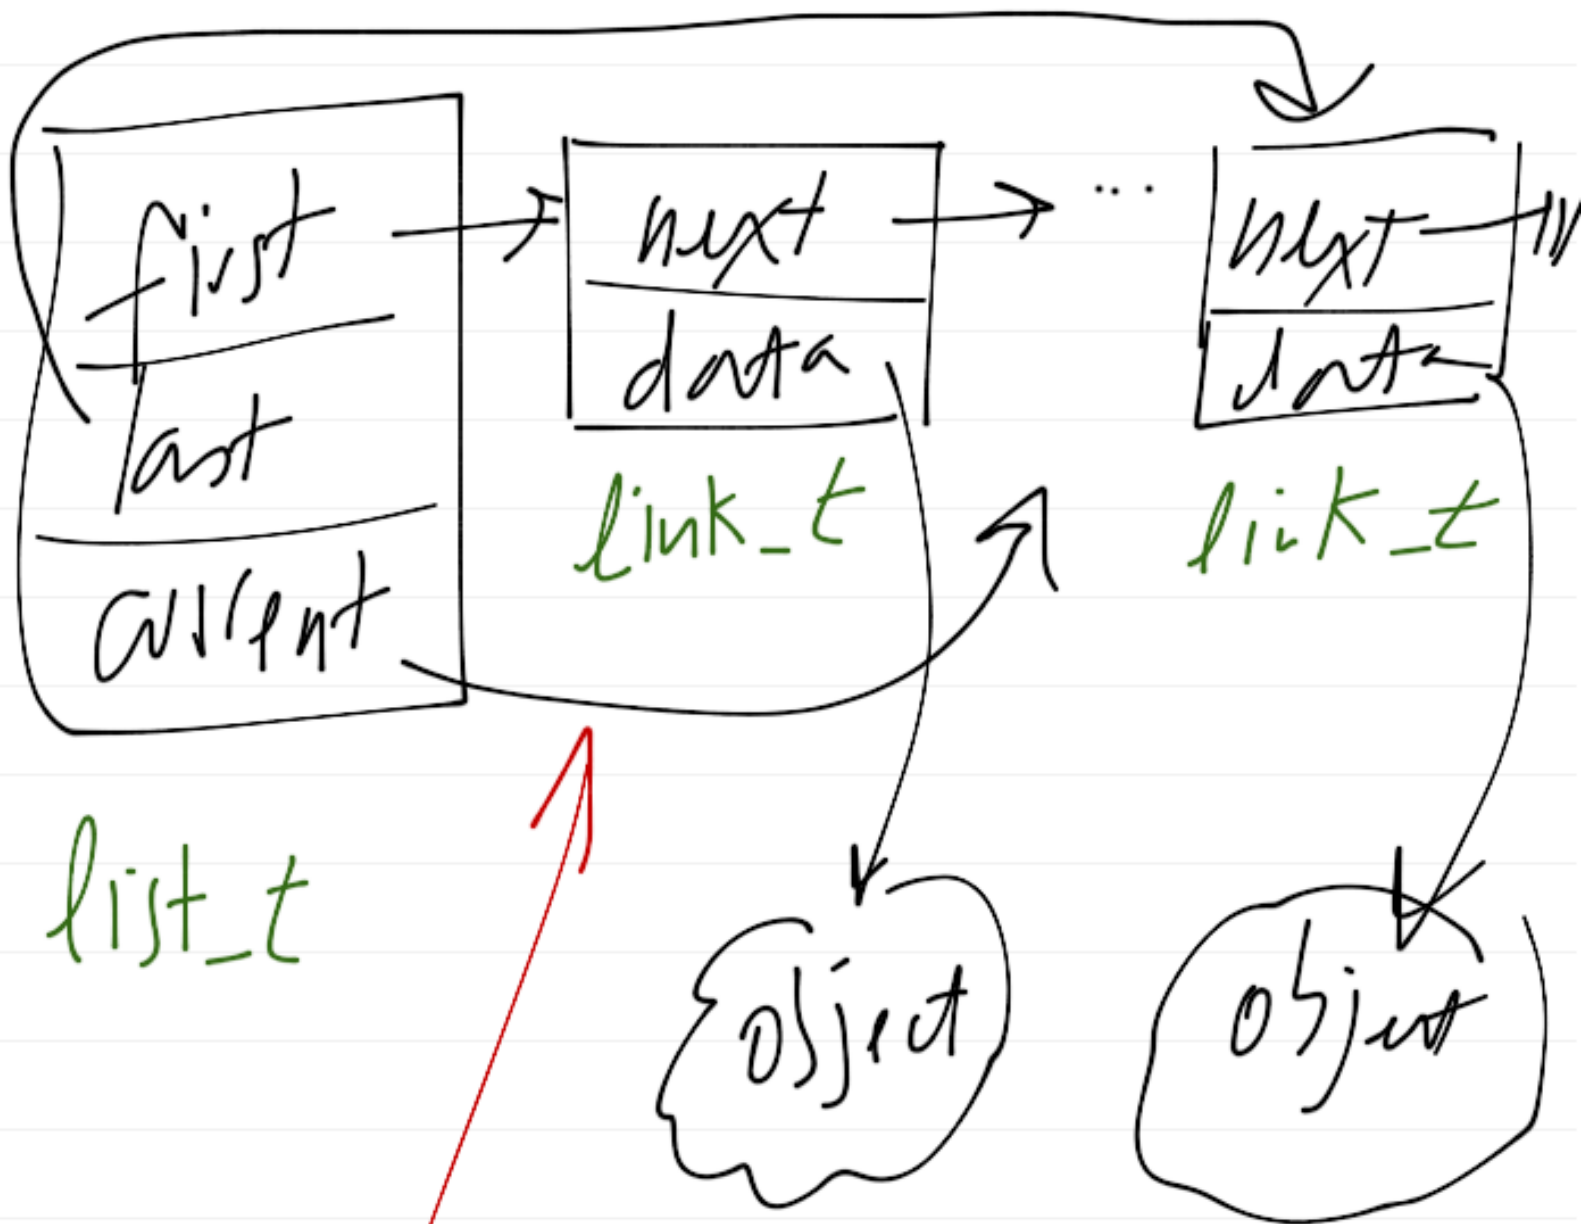 first
next
...
next
data
data
last
link_t
link_t
current
list_t
object
object